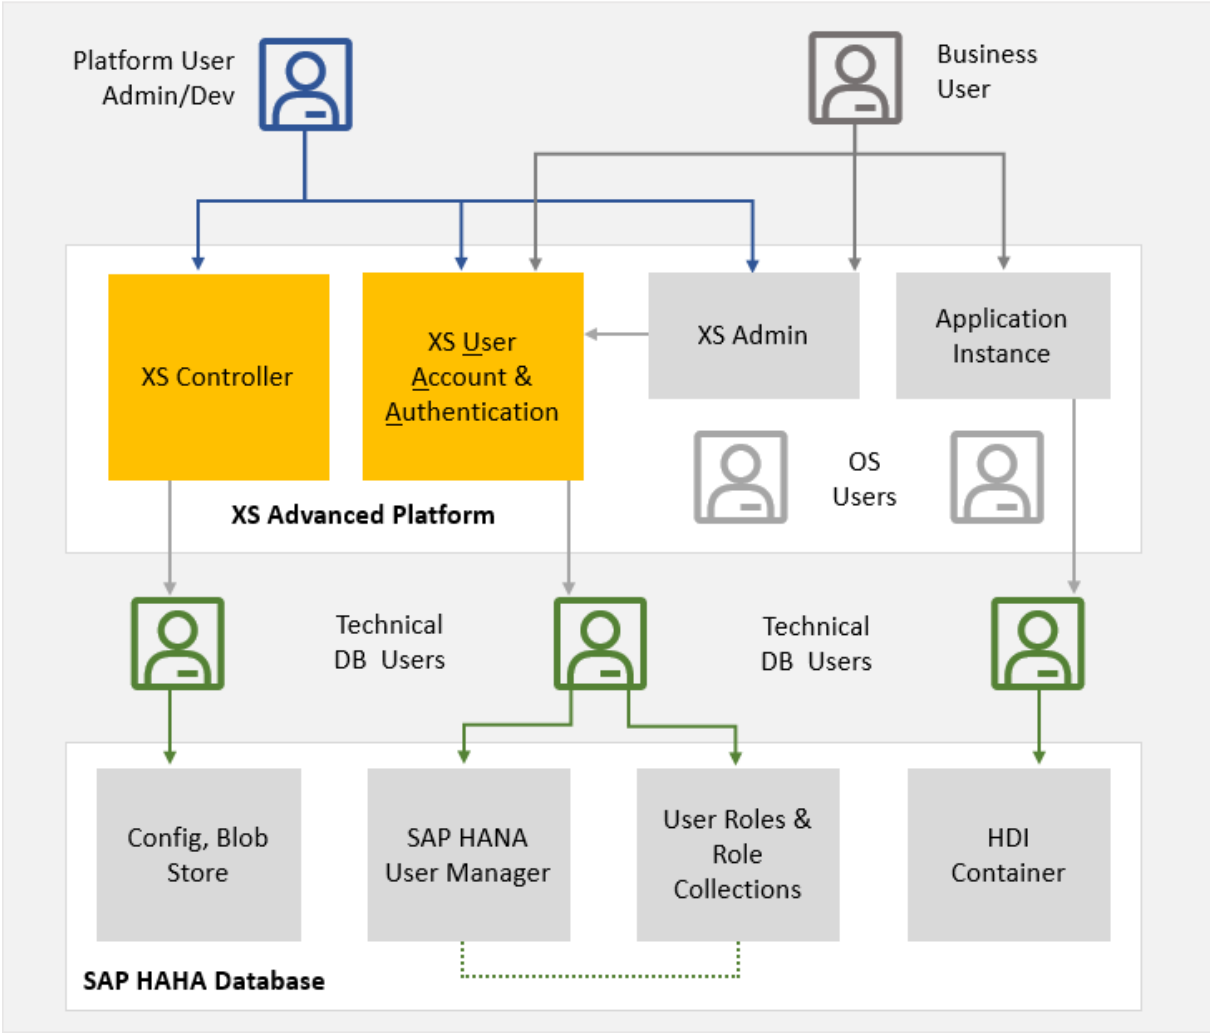 Platform User
Admin/Dev
Business
User
XS Controller
XS User
Account &
Authentication
XS Admin
Application
Instance
OS
Users
XS Advanced Platform
Technical
DB Users
Technical
DB Users
Config, Blob
Store
SAP HANA
User Manager
User Roles &
Role
Collections
HDI
Container
SAP HAHA Database